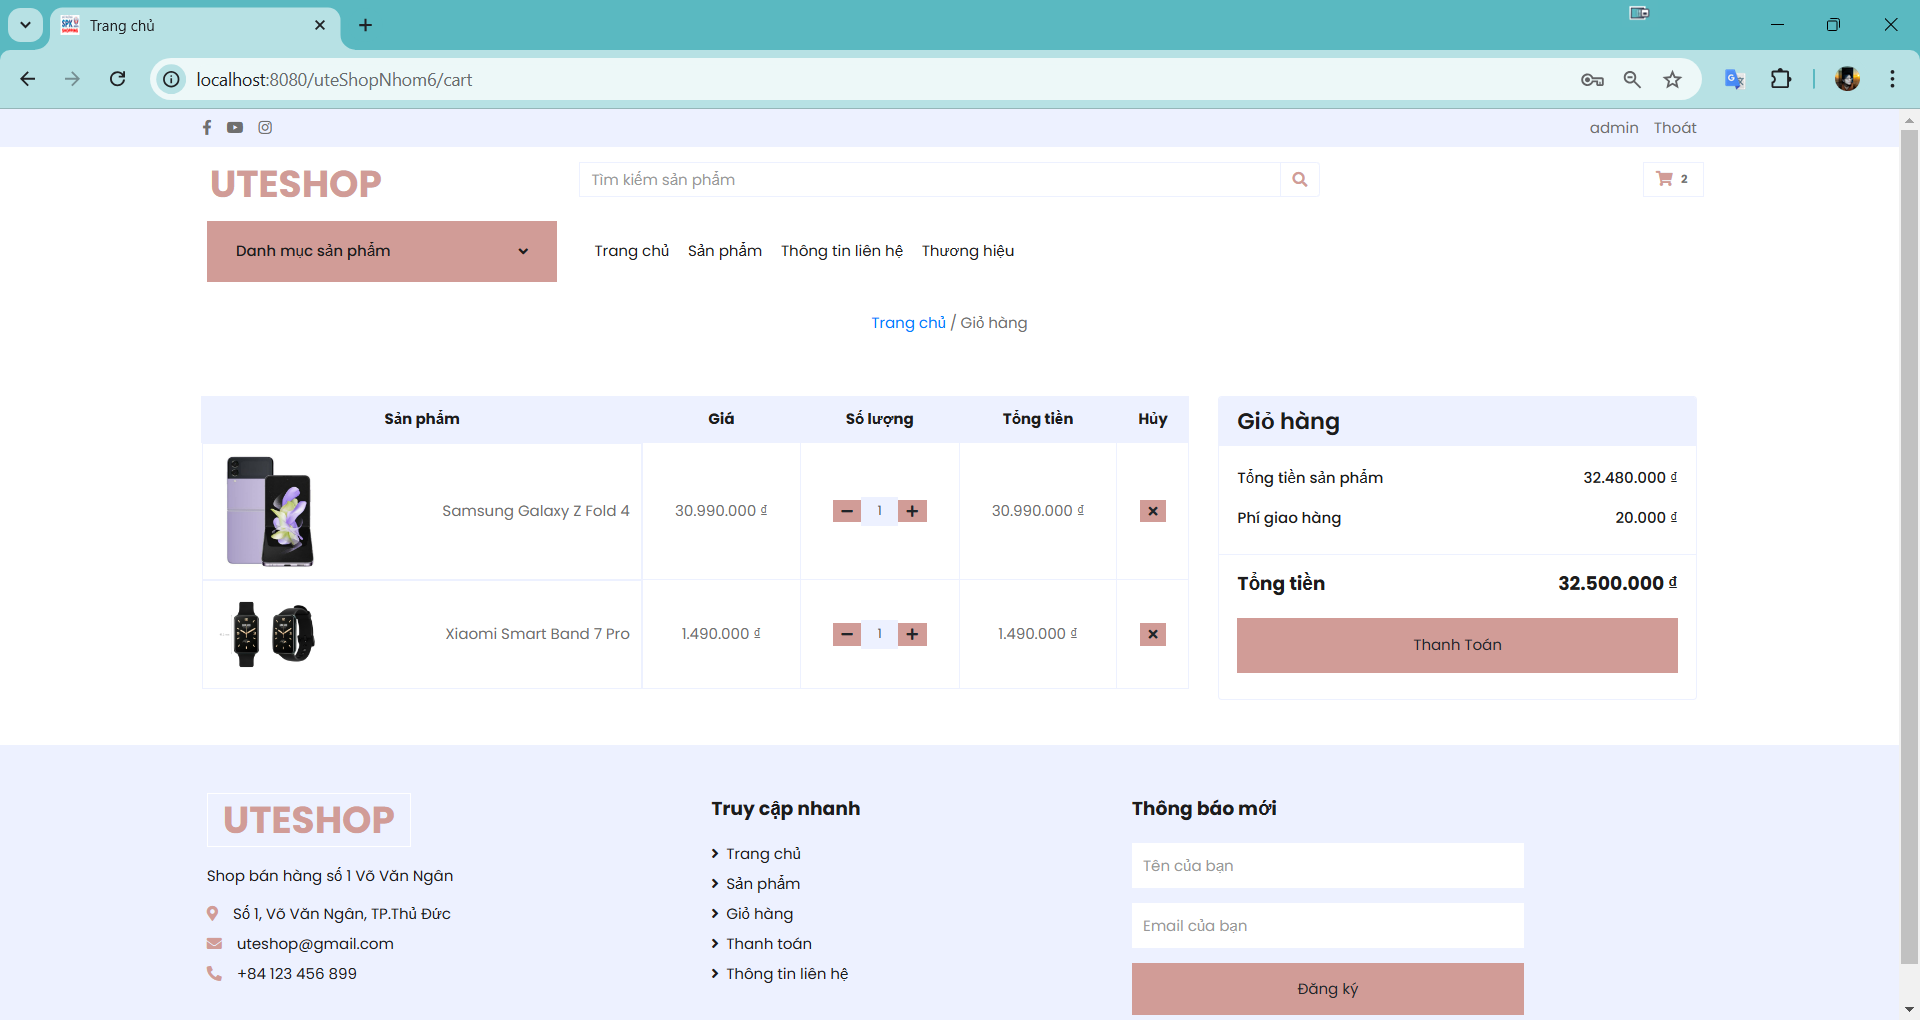 Trang chủ
localhost:8080/uteShopNhom6/cart
admin Thoát
UTESHOP
Tìm kiếm sản phẩm
2
Danh mục sản phẩm
Trang chủ Sản phẩm Thông tin liên hệ Thương hiệu
Trang chủ / Giỏ hàng
Sản phẩm Giá Số lượng Tổng tiền Hủy
Samsung Galaxy Z Fold 4 30.990.000 ₫ 1 30.990.000 ₫
Xiaomi Smart Band 7 Pro 1.490.000 ₫ 1 1.490.000 ₫
Giỏ hàng
Tổng tiền sản phẩm 32.480.000 ₫
Phí giao hàng 20.000 ₫
Tổng tiền 32.500.000 ₫
Thanh Toán
UTESHOP
Shop bán hàng số 1 Võ Văn Ngân
Số 1, Võ Văn Ngân, TP.Thủ Đức
uteshop@gmail.com
+84 123 456 899
Truy cập nhanh
Trang chủ
Sản phẩm
Giỏ hàng
Thanh toán
Thông tin liên hệ
Thông báo mới
Tên của bạn
Email của bạn
Đăng ký